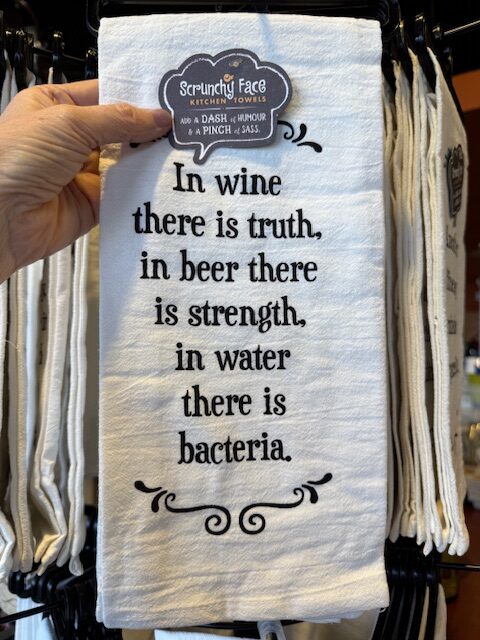 Scrunchy Face
KITCHEN TOWELS
ADD A DASH of HUMOUR
& A PINCH of SASS.
In wine
there is truth,
in beer there
is strength,
in water
there is
bacteria.